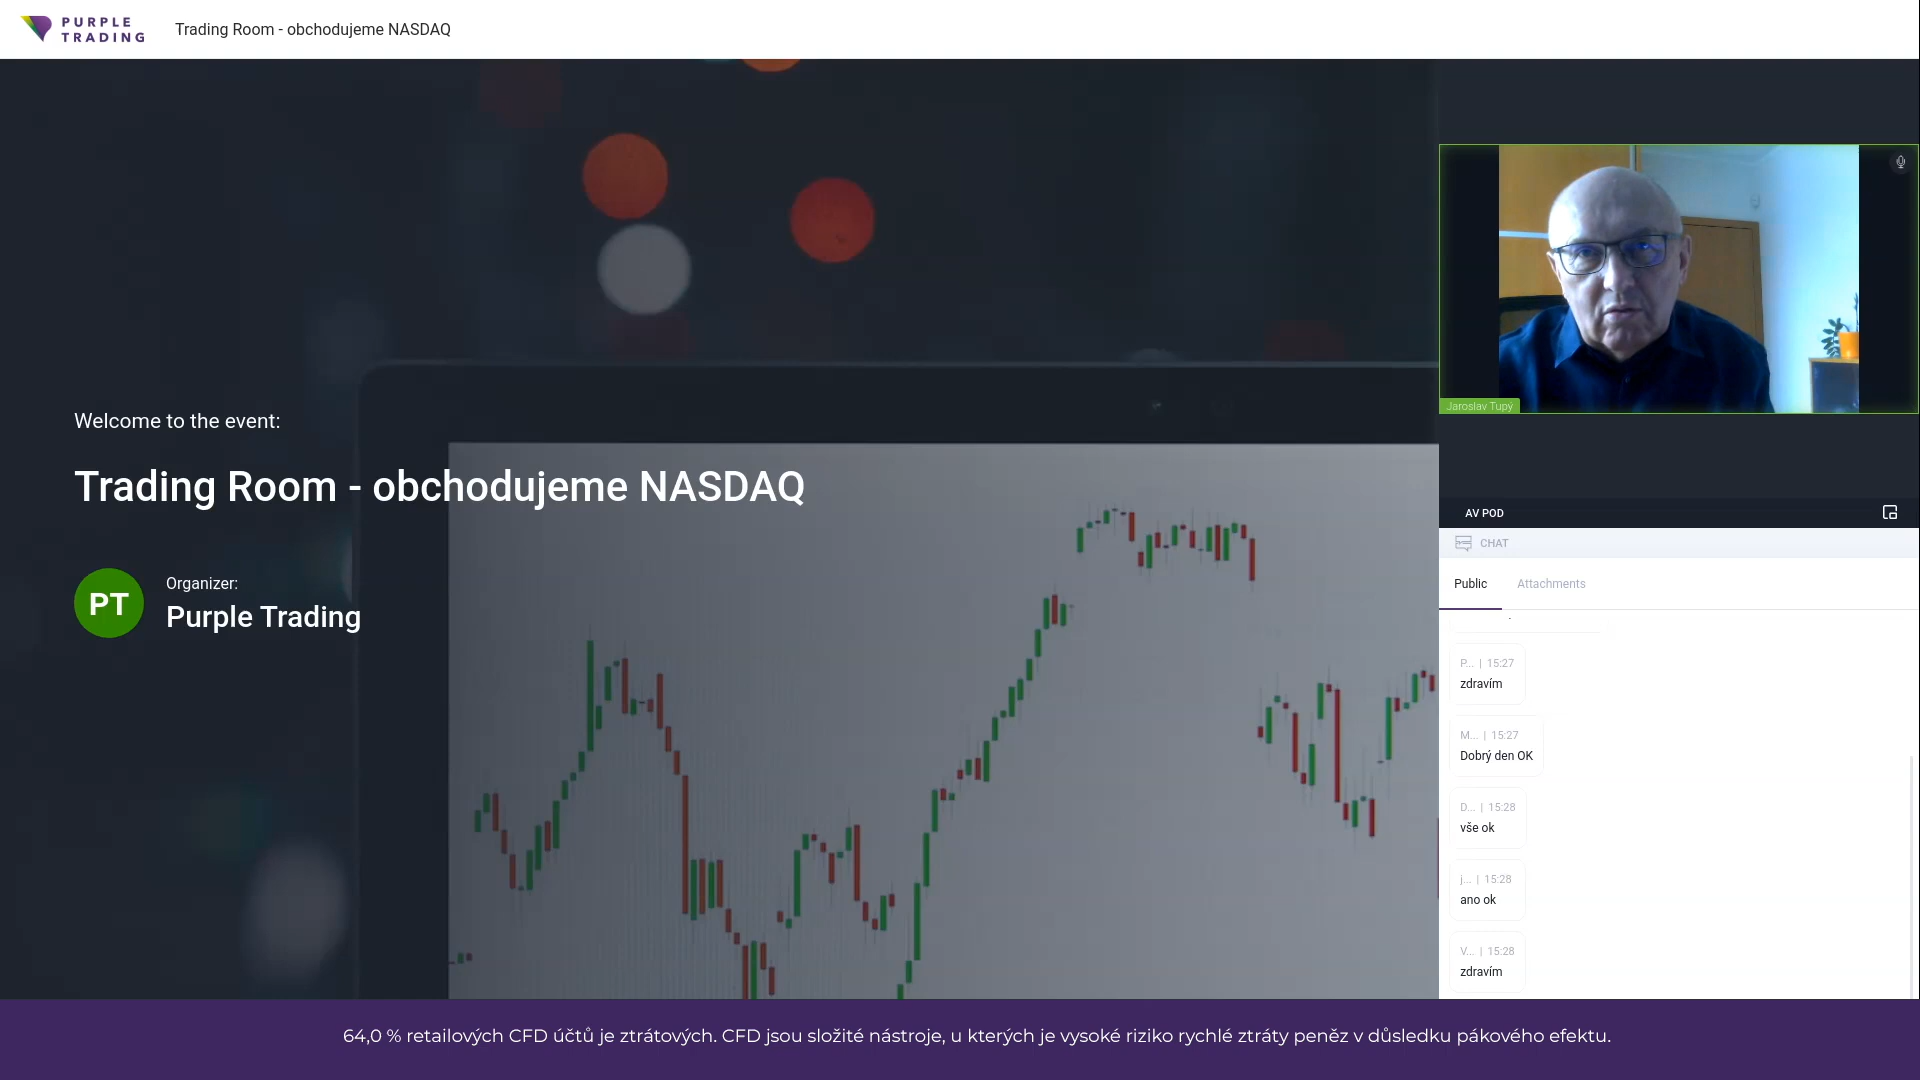 PURPLE
TRADING
Trading Room - obchodujeme NASDAQ
Welcome to the event:
Trading Room - obchodujeme NASDAQ
PT
Organizer:
Purple Trading
Jaroslav Tupý
AV POD
CHAT
Public
Attachments
P... | 15:27
zdravím
M... | 15:27
Dobrý den OK
D... | 15:28
vše ok
j... | 15:28
ano ok
V... | 15:28
zdravím
64,0 % retailových CFD účtů je ztrátových. CFD jsou složité nástroje, u kterých je vysoké riziko rychlé ztráty peněz v důsledku pákového efektu.